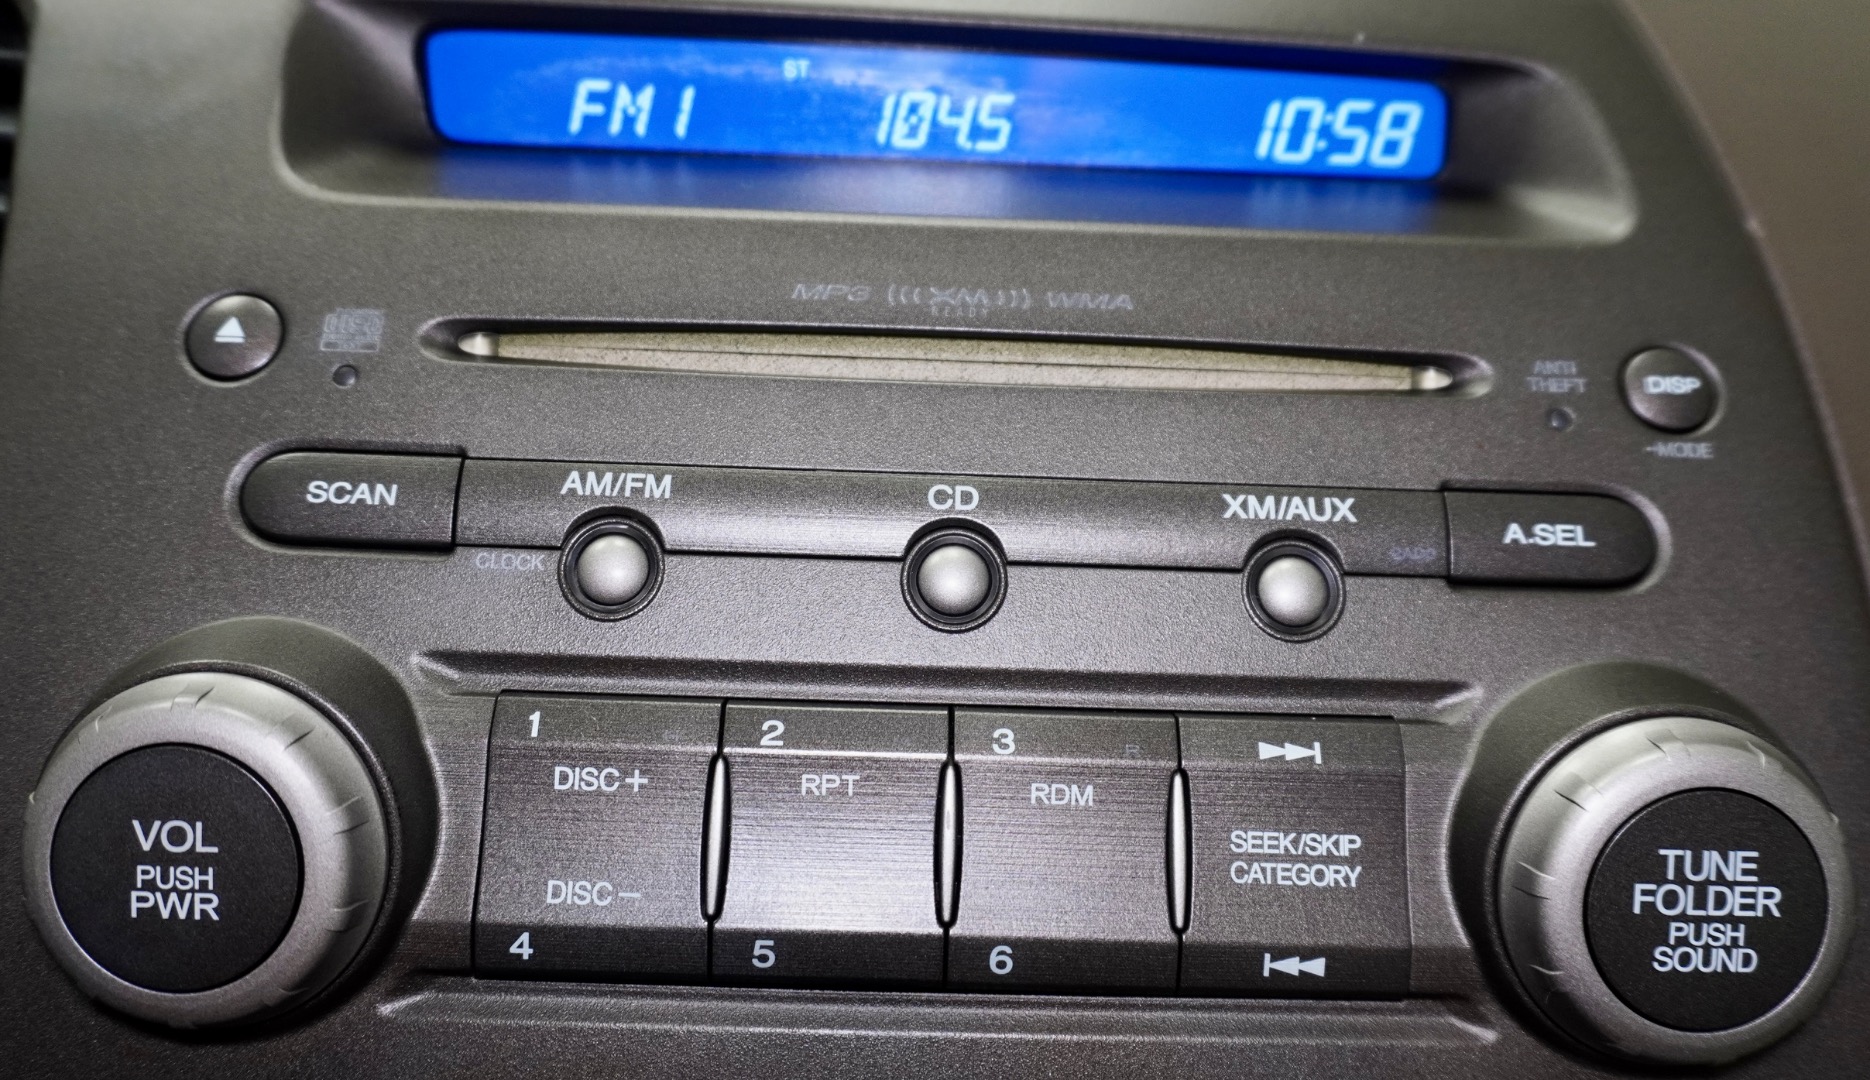 ST
FM1 104.5 10:58
MP3 XM WMA
READY
ANTI
THEFT
DISP
MODE
SCAN AM/FM CD XM/AUX A.SEL
CLOCK
1 2 3
DISC+ RPT RDM
SEEK/SKIP
CATEGORY
DISC−
4 5 6
VOL
PUSH
PWR
TUNE
FOLDER
PUSH
SOUND